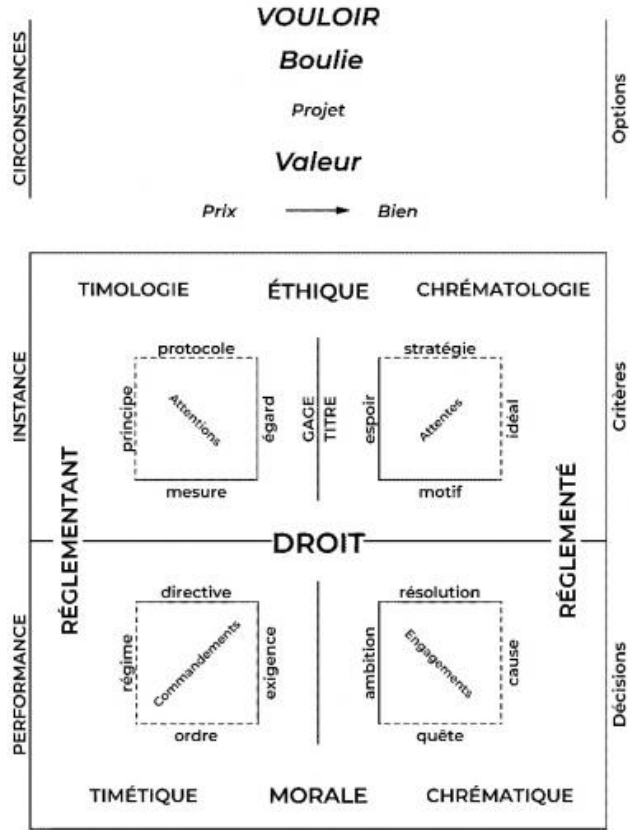 VOULOIR
Boulie
Projet
Valeur
Prix Bien
CIRCONSTANCES
Options
TIMOLOGIE ÉTHIQUE CHRÉMATOLOGIE
INSTANCE
Critères
protocole
principe
Attentions
égard
mesure
GAGE
TITRE
stratégie
espoir
Attentes
idéal
motif
RÉGLEMENTANT
DROIT
RÉGLEMENTÉ
PERFORMANCE
Décisions
directive
régime
Commandements
exigence
ordre
résolution
ambition
Engagements
cause
quête
TIMÉTIQUE MORALE CHRÉMATIQUE